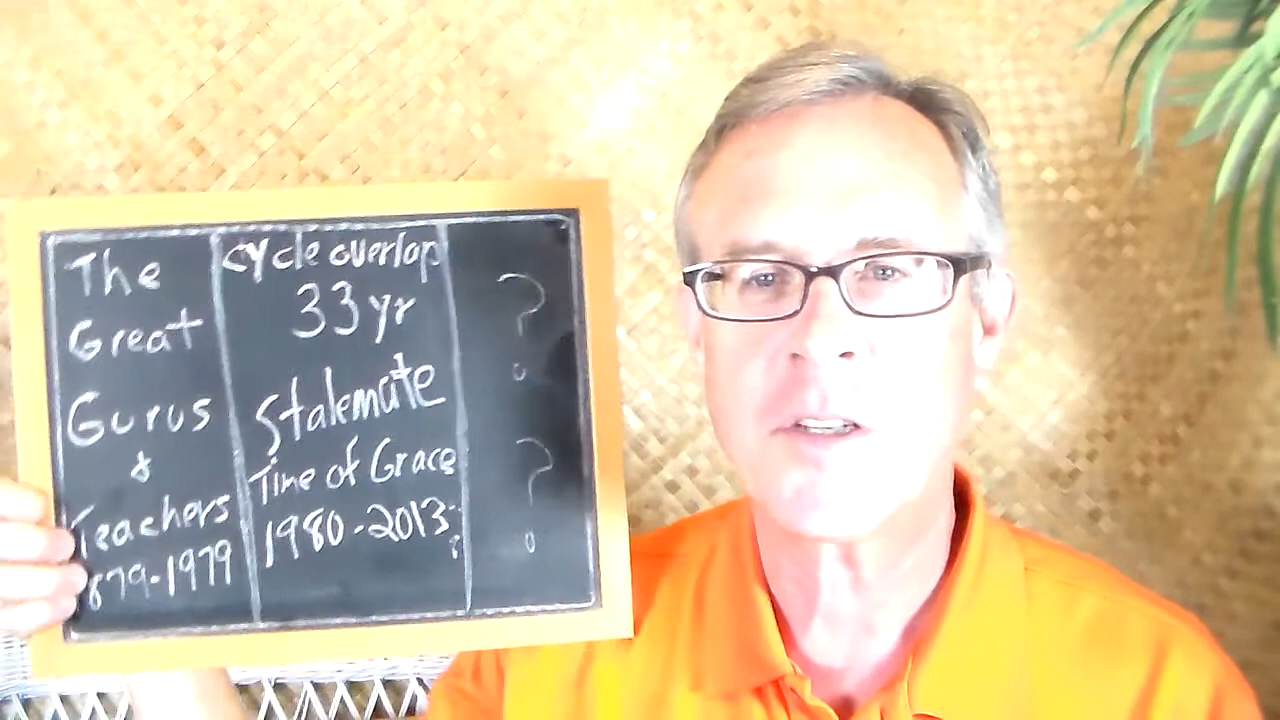 The
Great
Gurus
&
Teachers
879-1979
cycle overlap
33 yr
Stalemate
Time of Grace
1980-2013?
?
?